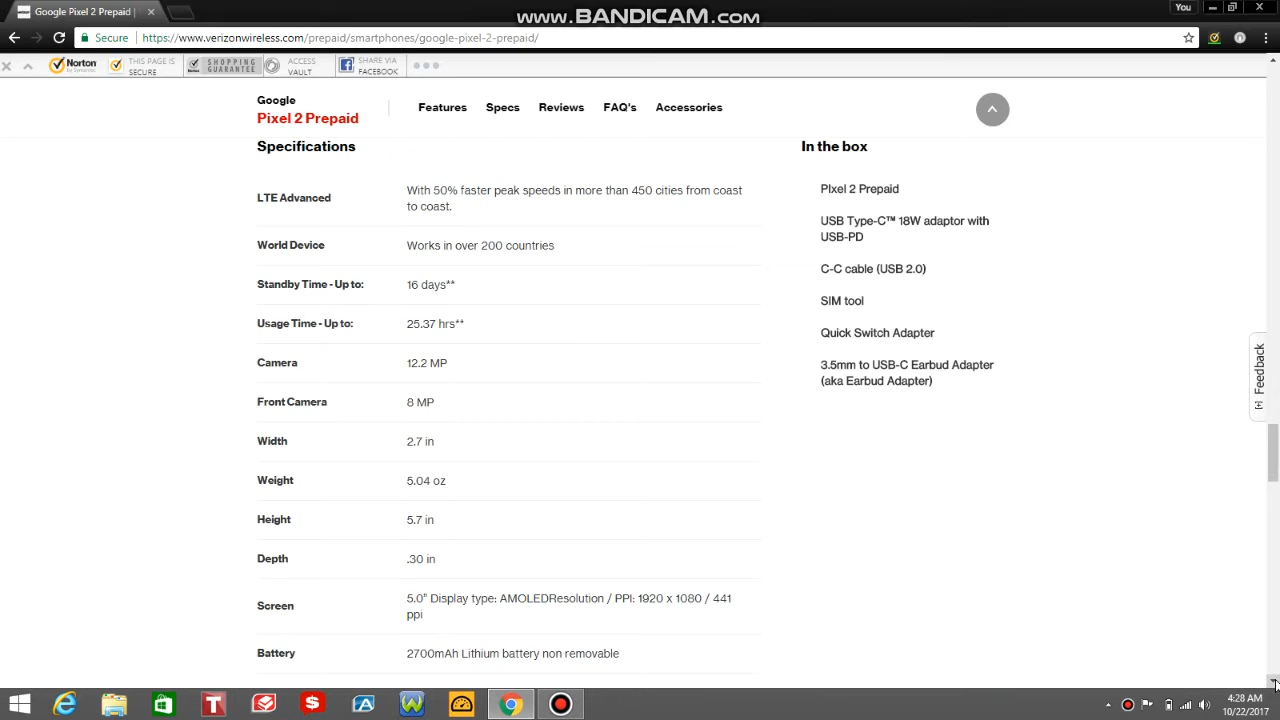 www.BANDICAM.com
Google Pixel 2 Prepaid |
You
Secure
https://www.verizonwireless.com/prepaid/smartphones/google-pixel-2-prepaid/
Norton
by Symantec
THIS PAGE IS
SECURE
SHOPPING
GUARANTEE
ACCESS
VAULT
SHARE VIA
FACEBOOK
Google
Pixel 2 Prepaid
Features
Specs
Reviews
FAQ's
Accessories
Specifications
LTE Advanced
With 50% faster peak speeds in more than 450 cities from coast
to coast.
World Device
Works in over 200 countries
Standby Time - Up to:
16 days**
Usage Time - Up to:
25.37 hrs**
Camera
12.2 MP
Front Camera
8 MP
Width
2.7 in
Weight
5.04 oz
Height
5.7 in
Depth
.30 in
Screen
5.0" Display type: AMOLEDResolution / PPI: 1920 x 1080 / 441
ppi
Battery
2700mAh Lithium battery non removable
In the box
PIxel 2 Prepaid
USB Type-C™ 18W adaptor with
USB-PD
C-C cable (USB 2.0)
SIM tool
Quick Switch Adapter
3.5mm to USB-C Earbud Adapter
(aka Earbud Adapter)
[+] Feedback
4:28 AM
10/22/2017